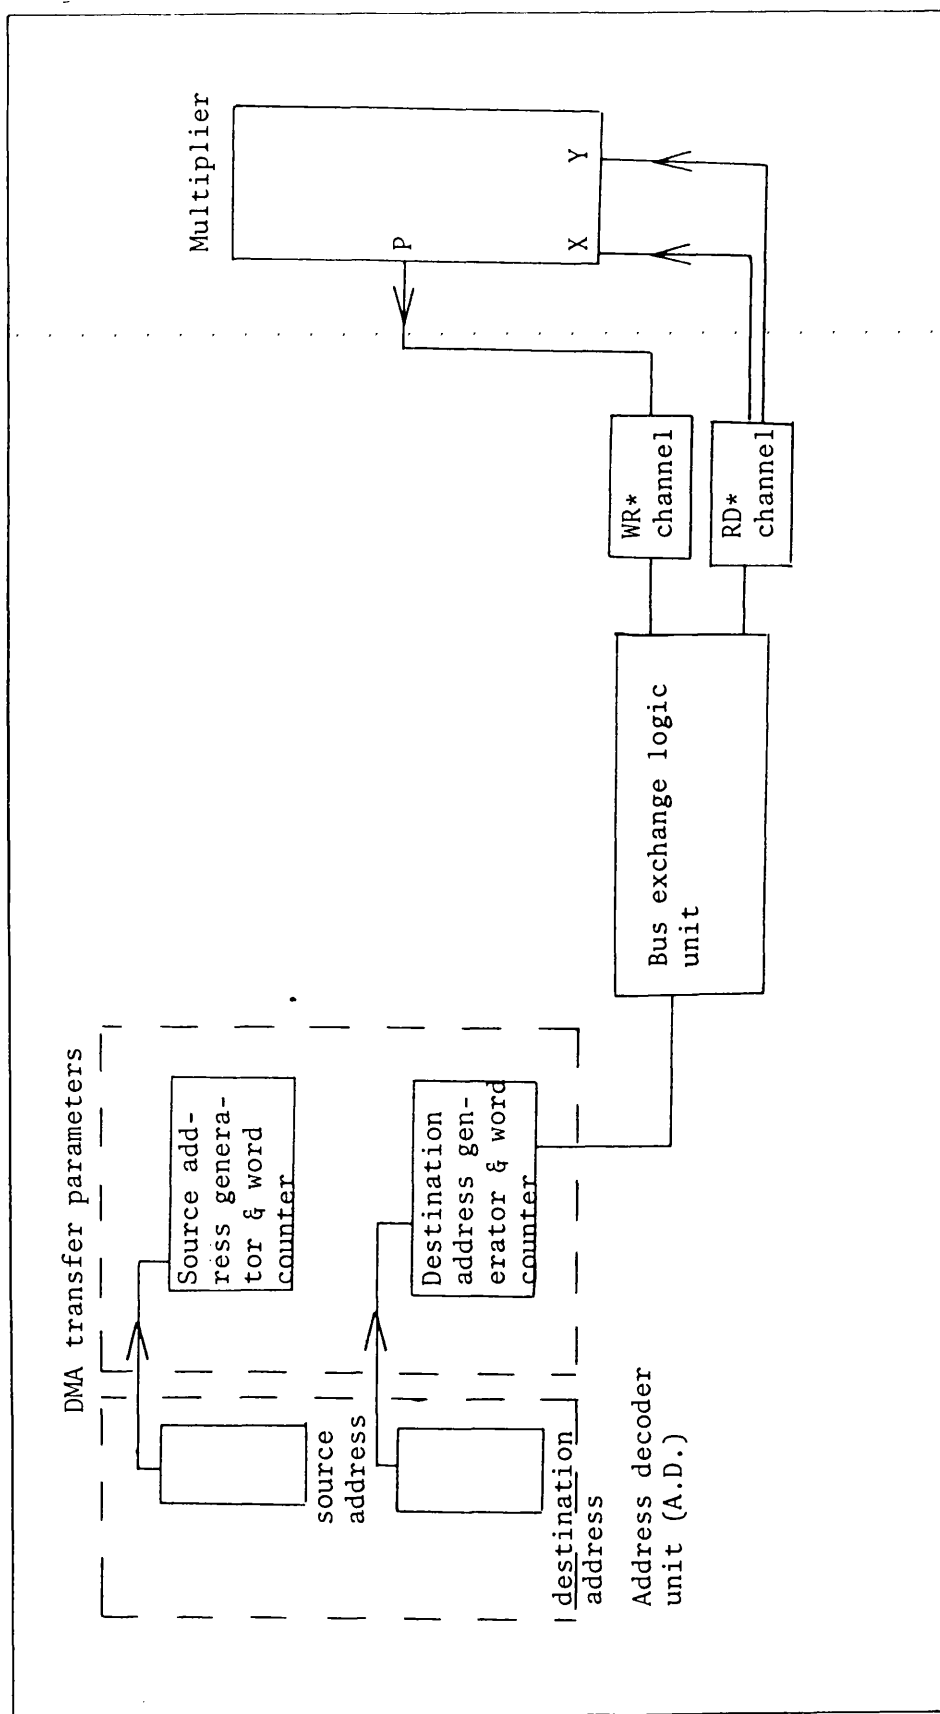 DMA transfer parameters
Source add-
ress genera-
tor & word
counter
Destination
address gen-
erator & word
counter
source
address
destination
address
Address decoder
unit (A.D.)
Bus exchange logic
unit
WR*
channel
RD*
channel
Multiplier
P
X
Y